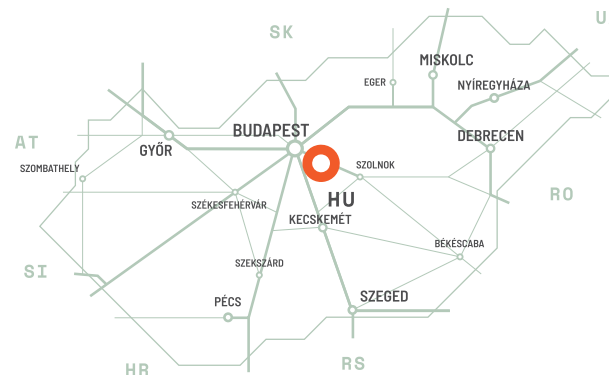 SK
U
MISKOLC
EGER
NYÍREGYHÁZA
BUDAPEST
DEBRECEN
AT
GYŐR
SZOMBATHELY
SZOLNOK
HU
RO
SZÉKESFEHÉRVÁR
KECSKEMÉT
BÉKÉSCABA
SZEKSZÁRD
SI
PÉCS
SZEGED
HR
RS